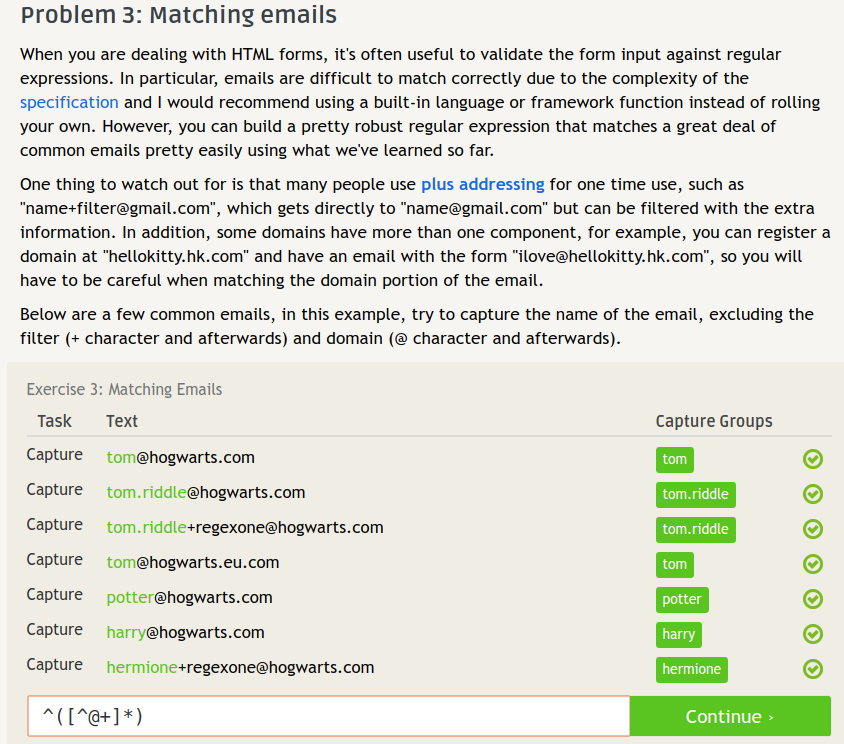 Problem 3: Matching emails
When you are dealing with HTML forms, it's often useful to validate the form input against regular
expressions. In particular, emails are difficult to match correctly due to the complexity of the
specification and I would recommend using a built-in language or framework function instead of rolling
your own. However, you can build a pretty robust regular expression that matches a great deal of
common emails pretty easily using what we've learned so far.
One thing to watch out for is that many people use plus addressing for one time use, such as
"name+filter@gmail.com", which gets directly to "name@gmail.com" but can be filtered with the extra
information. In addition, some domains have more than one component, for example, you can register a
domain at "hellokitty.hk.com" and have an email with the form "ilove@hellokitty.hk.com", so you will
have to be careful when matching the domain portion of the email.
Below are a few common emails, in this example, try to capture the name of the email, excluding the
filter (+ character and afterwards) and domain (@ character and afterwards).
Exercise 3: Matching Emails
Task Text Capture Groups
Capture tom@hogwarts.com tom
Capture tom.riddle@hogwarts.com tom.riddle
Capture tom.riddle+regexone@hogwarts.com tom.riddle
Capture tom@hogwarts.eu.com tom
Capture potter@hogwarts.com potter
Capture harry@hogwarts.com harry
Capture hermione+regexone@hogwarts.com hermione
^([^@+]*) Continue ›